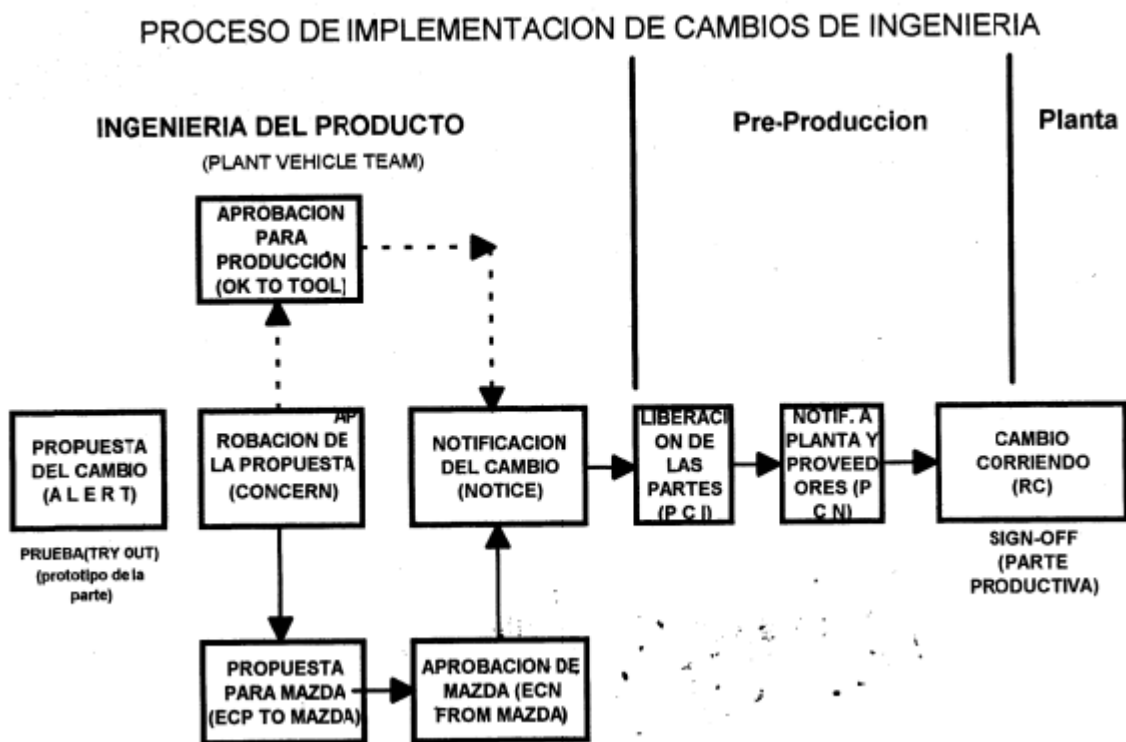 PROCESO DE IMPLEMENTACION DE CAMBIOS DE INGENIERIA
INGENIERIA DEL PRODUCTO
(PLANT VEHICLE TEAM)
Pre-Produccion
Planta
APROBACION
PARA
PRODUCCIÓN
(OK TO TOOL)
PROPUESTA
DEL CAMBIO
(A L E R T)
PRUEBA(TRY OUT)
(prototipo de la
parte)
AP
ROBACION DE
LA PROPUESTA
(CONCERN)
NOTIFICACION
DEL CAMBIO
(NOTICE)
LIBERACI
ON DE
LAS
PARTES
(P C I)
NOTIF. A
PLANTA Y
PROVEED
ORES (P
C N)
CAMBIO
CORRIENDO
(RC)
SIGN-OFF
(PARTE
PRODUCTIVA)
PROPUESTA
PARA MAZDA
(ECP TO MAZDA)
APROBACION DE
MAZDA (ECN
FROM MAZDA)